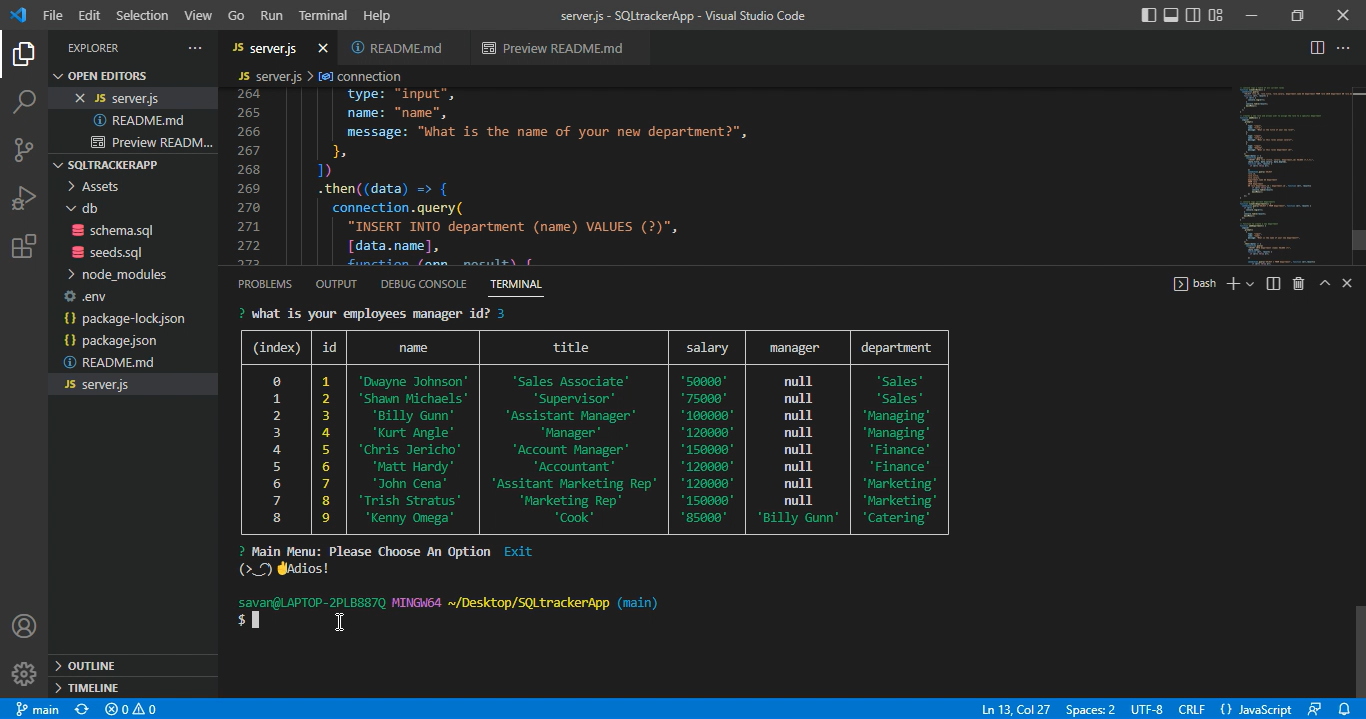 File Edit Selection View Go Run Terminal Help server.js - SQLtrackerApp - Visual Studio Code
EXPLORER
OPEN EDITORS
JS server.js
README.md
Preview READM...
SQLTRACKERAPP
Assets
db
schema.sql
seeds.sql
node_modules
.env
{} package-lock.json
{} package.json
README.md
JS server.js
OUTLINE
TIMELINE
JS server.js README.md Preview README.md
JS server.js > connection
264 type: "input",
265 name: "name",
266 message: "What is the name of your new department?",
267 },
268 ])
269 .then((data) => {
270 connection.query(
271 "INSERT INTO department (name) VALUES (?)",
272 [data.name],
273 function (err, result) {
PROBLEMS OUTPUT DEBUG CONSOLE TERMINAL bash
? what is your employees manager id? 3
(index) id name title salary manager department
0 1 'Dwayne Johnson' 'Sales Associate' '50000' null 'Sales'
1 2 'Shawn Michaels' 'Supervisor' '75000' null 'Sales'
2 3 'Billy Gunn' 'Assistant Manager' '100000' null 'Managing'
3 4 'Kurt Angle' 'Manager' '120000' null 'Managing'
4 5 'Chris Jericho' 'Account Manager' '150000' null 'Finance'
5 6 'Matt Hardy' 'Accountant' '120000' null 'Finance'
6 7 'John Cena' 'Assitant Marketing Rep' '120000' null 'Marketing'
7 8 'Trish Stratus' 'Marketing Rep' '150000' null 'Marketing'
8 9 'Kenny Omega' 'Cook' '85000' 'Billy Gunn' 'Catering'
? Main Menu: Please Choose An Option Exit
(>‿◠)✌Adios!
savan@LAPTOP-2PLB887Q MINGW64 ~/Desktop/SQLtrackerApp (main)
$
main 0 0 Ln 13, Col 27 Spaces: 2 UTF-8 CRLF {} JavaScript